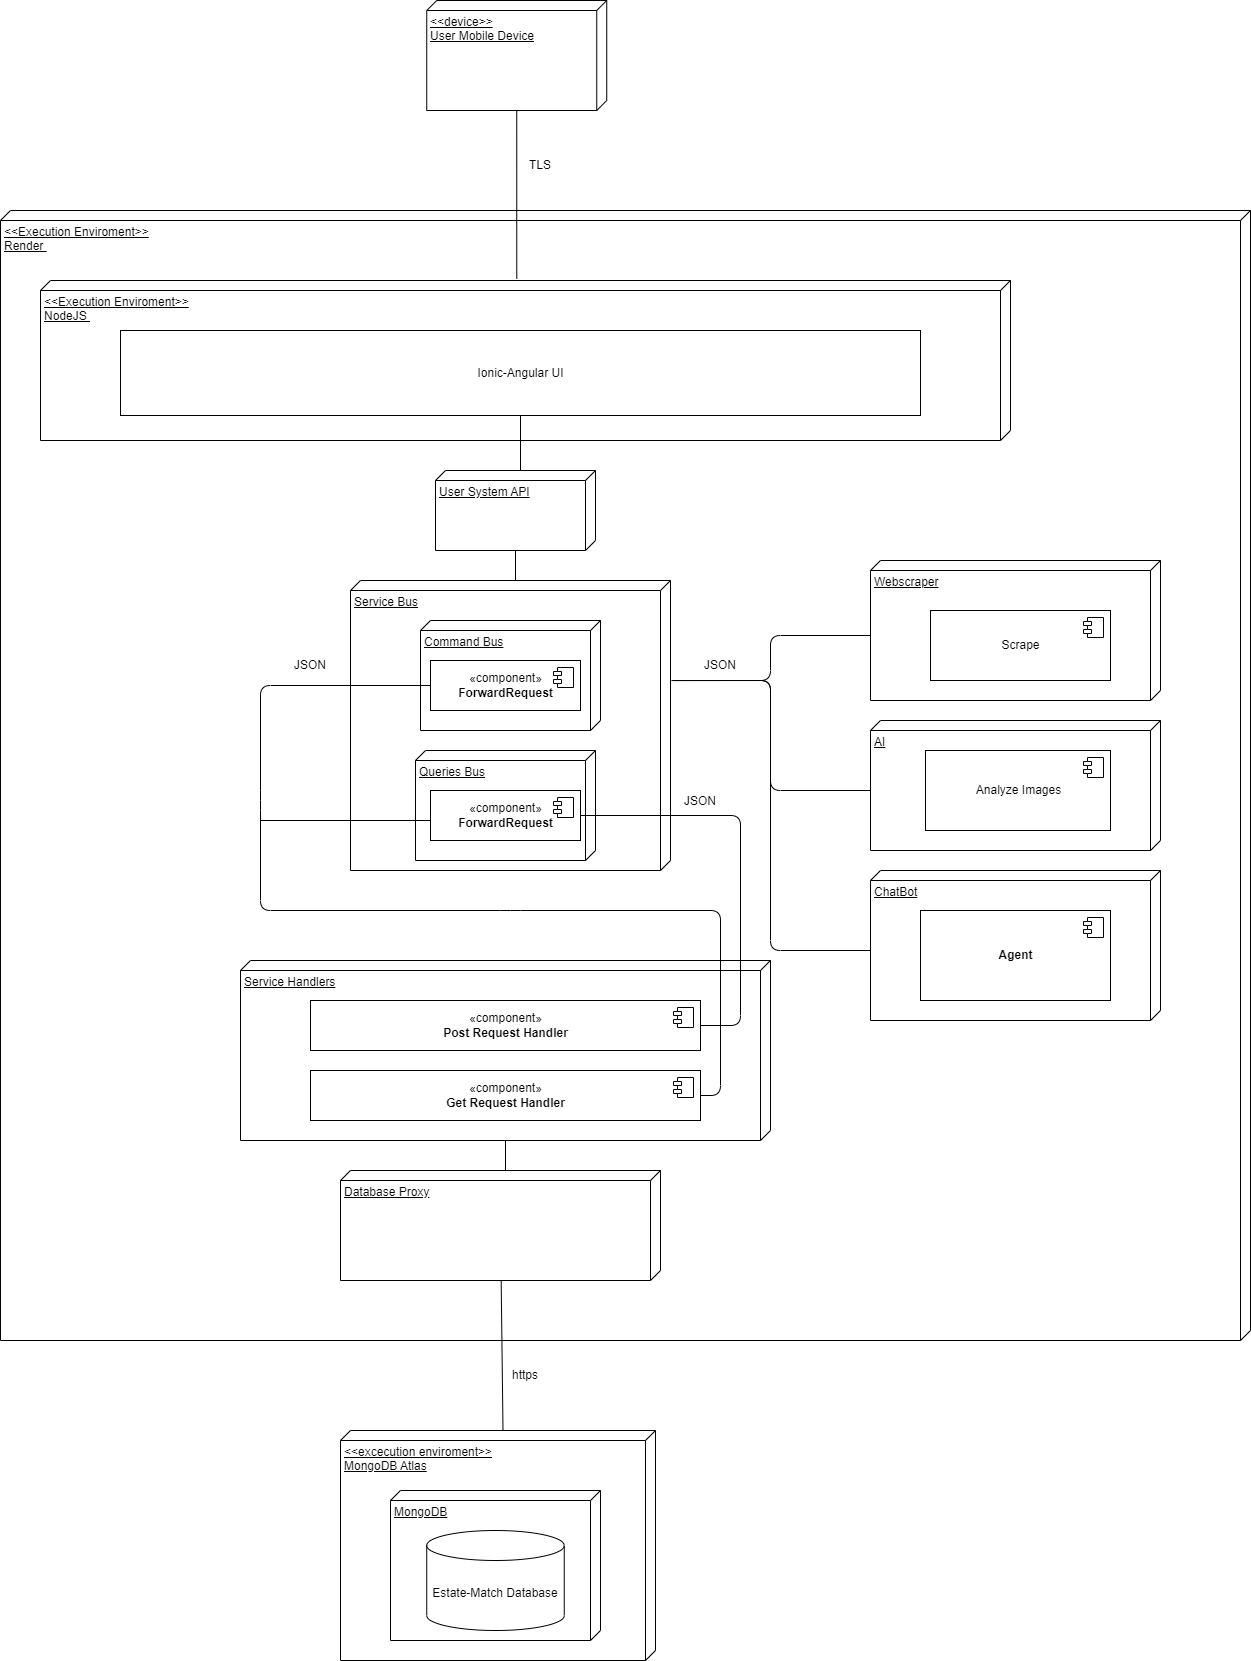 <<device>>
User Mobile Device
TLS
<<Execution Enviroment>>
Render
<<Execution Enviroment>>
NodeJS
Ionic-Angular UI
User System API
Service Bus
Command Bus
«component»
ForwardRequest
JSON
Queries Bus
«component»
ForwardRequest
JSON
JSON
Webscraper
Scrape
AI
Analyze Images
ChatBot
Agent
Service Handlers
«component»
Post Request Handler
«component»
Get Request Handler
Database Proxy
https
<<excecution enviroment>>
MongoDB Atlas
MongoDB
Estate-Match Database